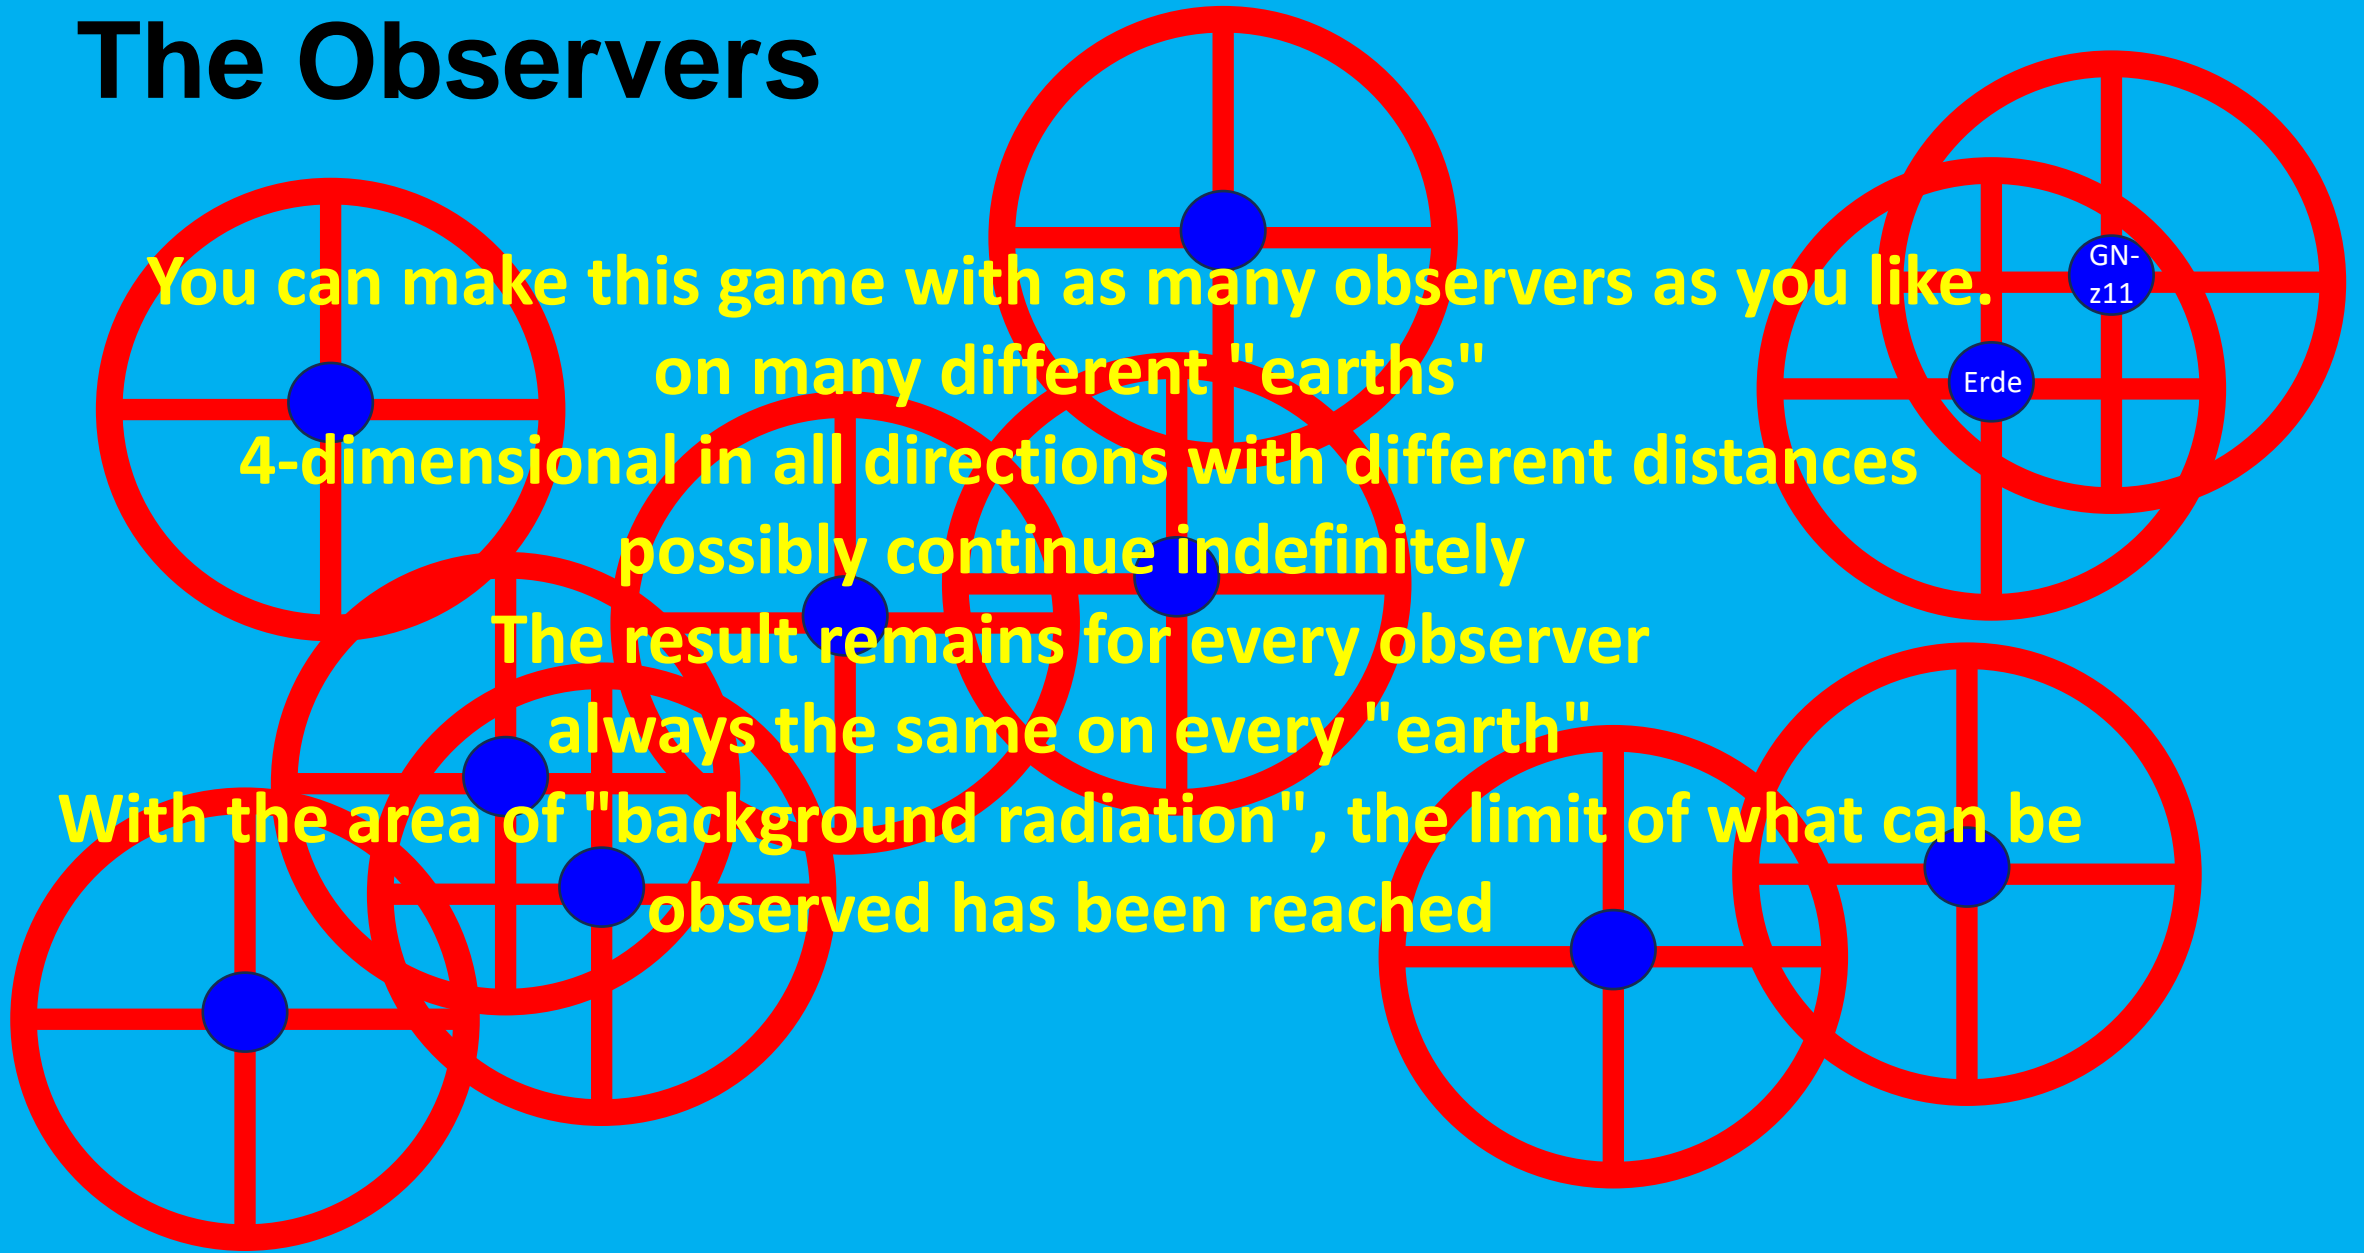 The Observers
You can make this game with as many observers as you like.
on many different "earths"
4-dimensional in all directions with different distances
possibly continue indefinitely
The result remains for every observer
always the same on every "earth"
With the area of "background radiation", the limit of what can be
observed has been reached
GN-
z11
Erde